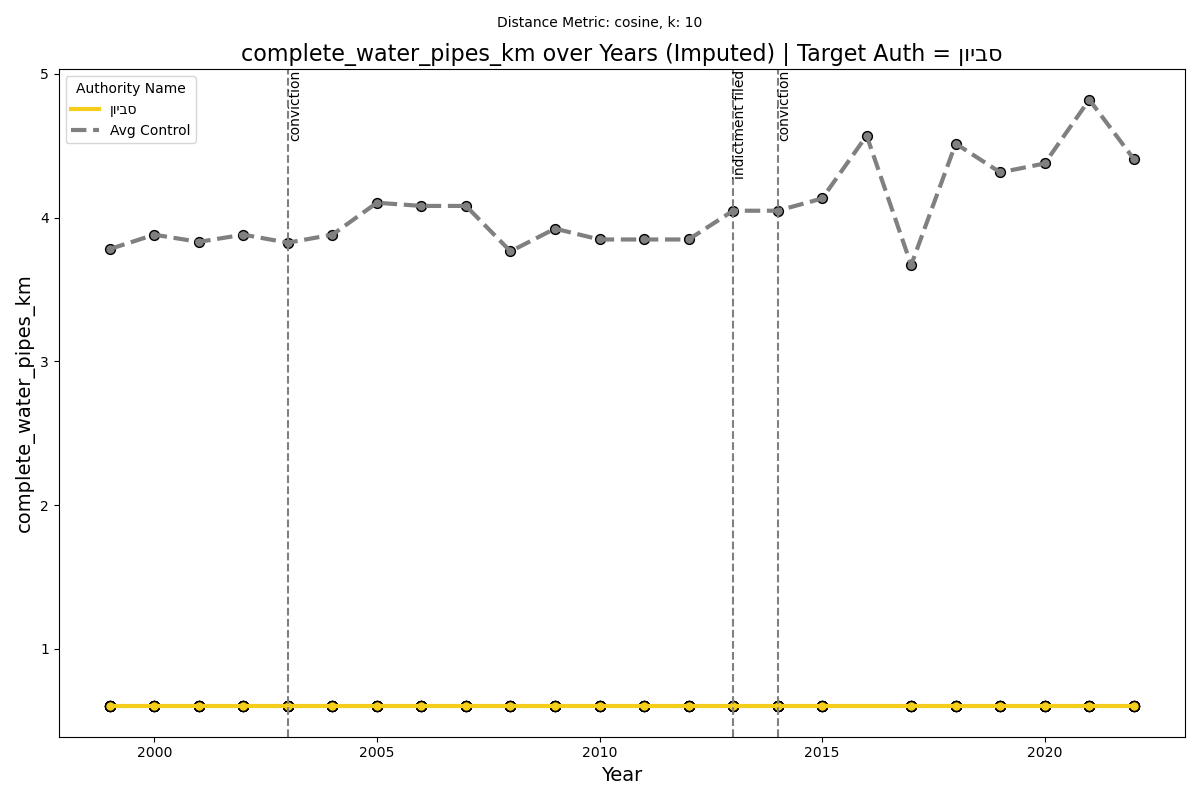 Distance Metric: cosine, k: 10
complete_water_pipes_km over Years (Imputed) | Target Auth = סביון
Authority Name
סביון
Avg Control
conviction
indictment filed
conviction
complete_water_pipes_km
5
4
3
2
1
2000 2005 2010 2015 2020
Year